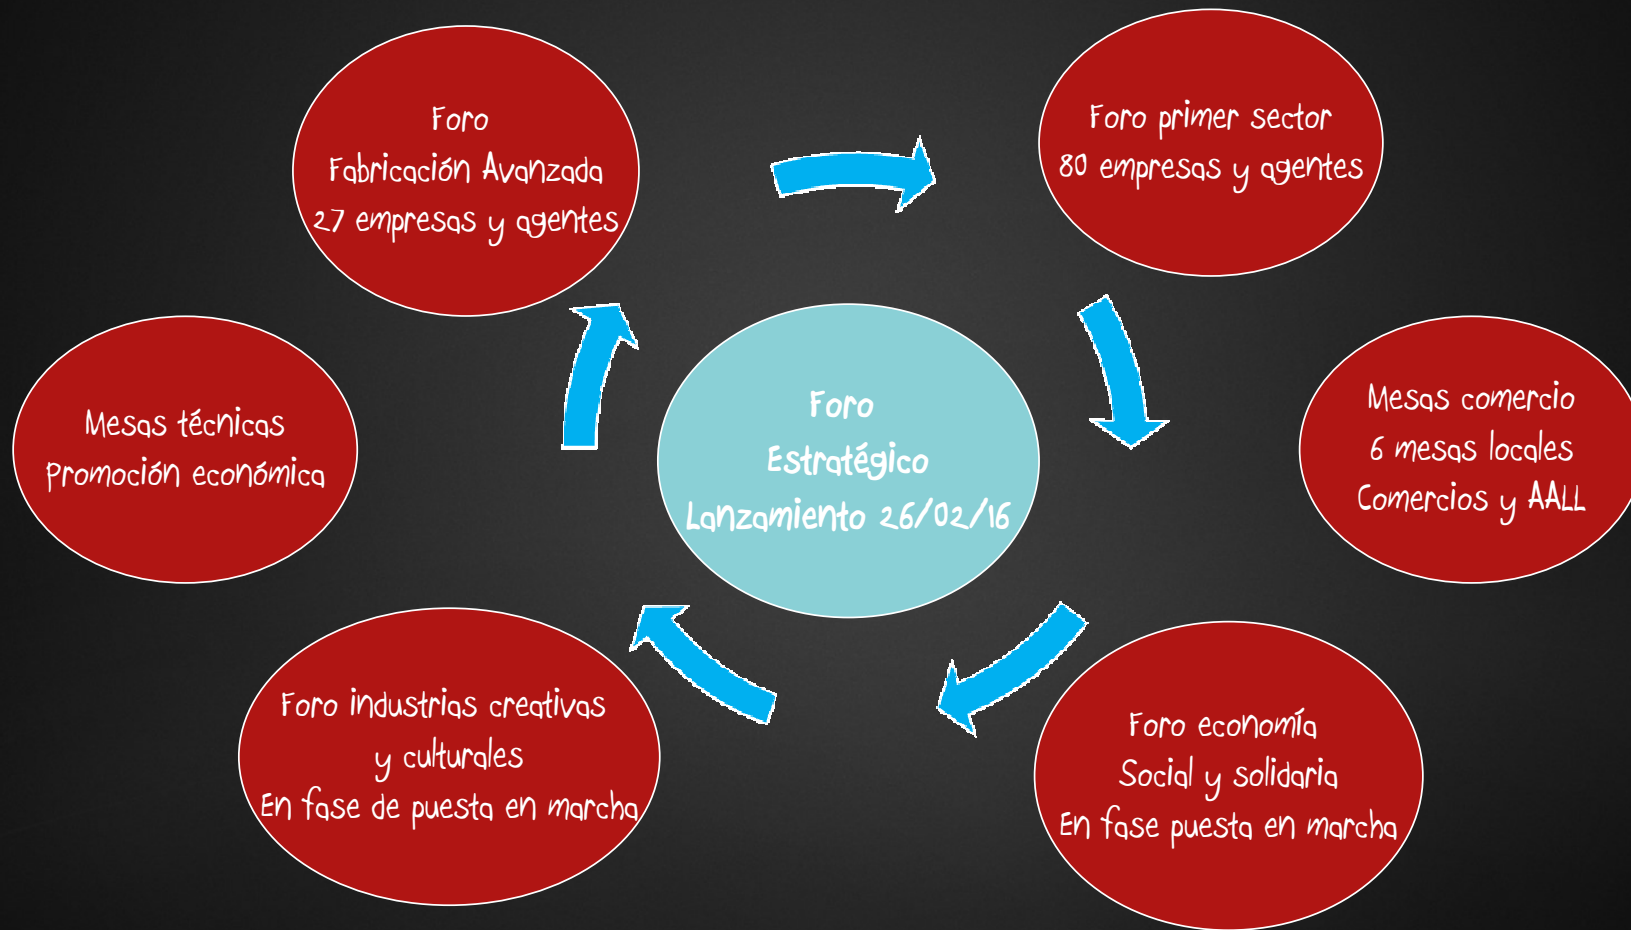 Foro
Fabricación Avanzada
27 empresas y agentes
Foro primer sector
80 empresas y agentes
Mesas técnicas
Promoción económica
Foro
Estratégico
Lanzamiento 26/02/16
Mesas comercio
6 mesas locales
Comercios y AALL
Foro industrias creativas
y culturales
En fase de puesta en marcha
Foro economía
Social y solidaria
En fase puesta en marcha